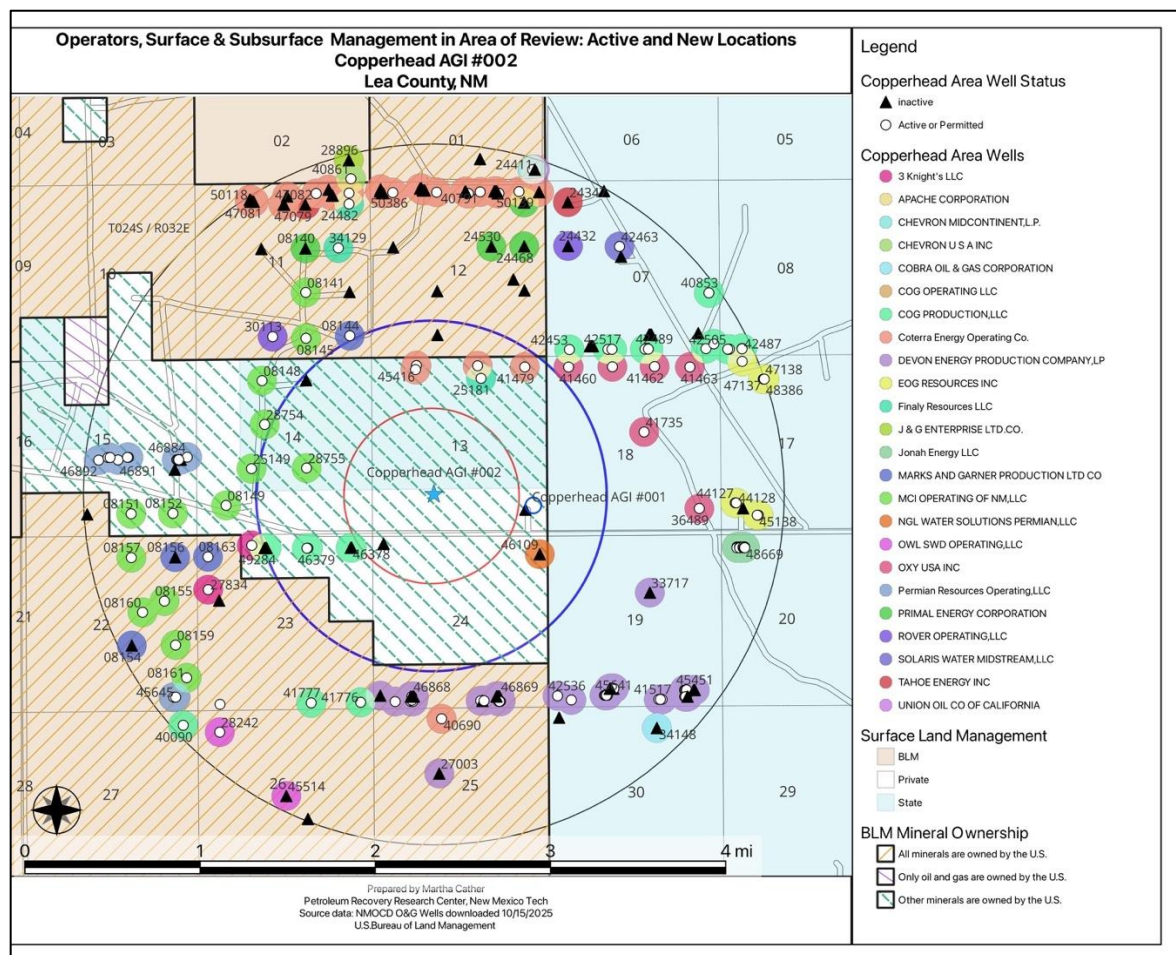 Operators, Surface & Subsurface Management in Area of Review: Active and New Locations
Copperhead AGI #002
Lea County, NM
04
03
02
01
06
05
28896
40861
24411
50118
47082
47081
47079
24482
50386
40791
50129
T024S / R032E
08140
34129
24530
24468
24432
42463
09
10
11
12
07
08
08141
40853
30113
08145
08144
42453
42517
42505
42487
45416
25181
41479
41460
41462
41463
47138
47137
48386
08148
28754
16
15
14
13
18
17
41735
46892
46891
46884
25149
28755
Copperhead AGI #002
Copperhead AGI #001
08151
08152
08149
36489
44127
44128
45138
08157
08156
08163
49284
46379
46378
46109
48669
27834
33717
08160
08155
21
22
23
24
19
20
08159
08154
08161
45645
41777
41776
46868
46869
42536
45641
41517
45451
40090
28242
40690
34148
27003
28
27
26
45514
25
30
29
0
1
2
3
4 mi
Prepared by Martha Cather
Petroleum Recovery Research Center, New Mexico Tech
Source data: NMOCD O&G Wells downloaded 10/15/2025
U.S.Bureau of Land Management
Legend
Copperhead Area Well Status
inactive
Active or Permitted
Copperhead Area Wells
3 Knight's LLC
APACHE CORPORATION
CHEVRON MIDCONTINENT,L.P.
CHEVRON U S A INC
COBRA OIL & GAS CORPORATION
COG OPERATING LLC
COG PRODUCTION,LLC
Coterra Energy Operating Co.
DEVON ENERGY PRODUCTION COMPANY,LP
EOG RESOURCES INC
Finaly Resources LLC
J & G ENTERPRISE LTD.CO.
Jonah Energy LLC
MARKS AND GARNER PRODUCTION LTD CO
MCI OPERATING OF NM,LLC
NGL WATER SOLUTIONS PERMIAN,LLC
OWL SWD OPERATING,LLC
OXY USA INC
Permian Resources Operating,LLC
PRIMAL ENERGY CORPORATION
ROVER OPERATING,LLC
SOLARIS WATER MIDSTREAM,LLC
TAHOE ENERGY INC
UNION OIL CO OF CALIFORNIA
Surface Land Management
BLM
Private
State
BLM Mineral Ownership
All minerals are owned by the U.S.
Only oil and gas are owned by the U.S.
Other minerals are owned by the U.S.